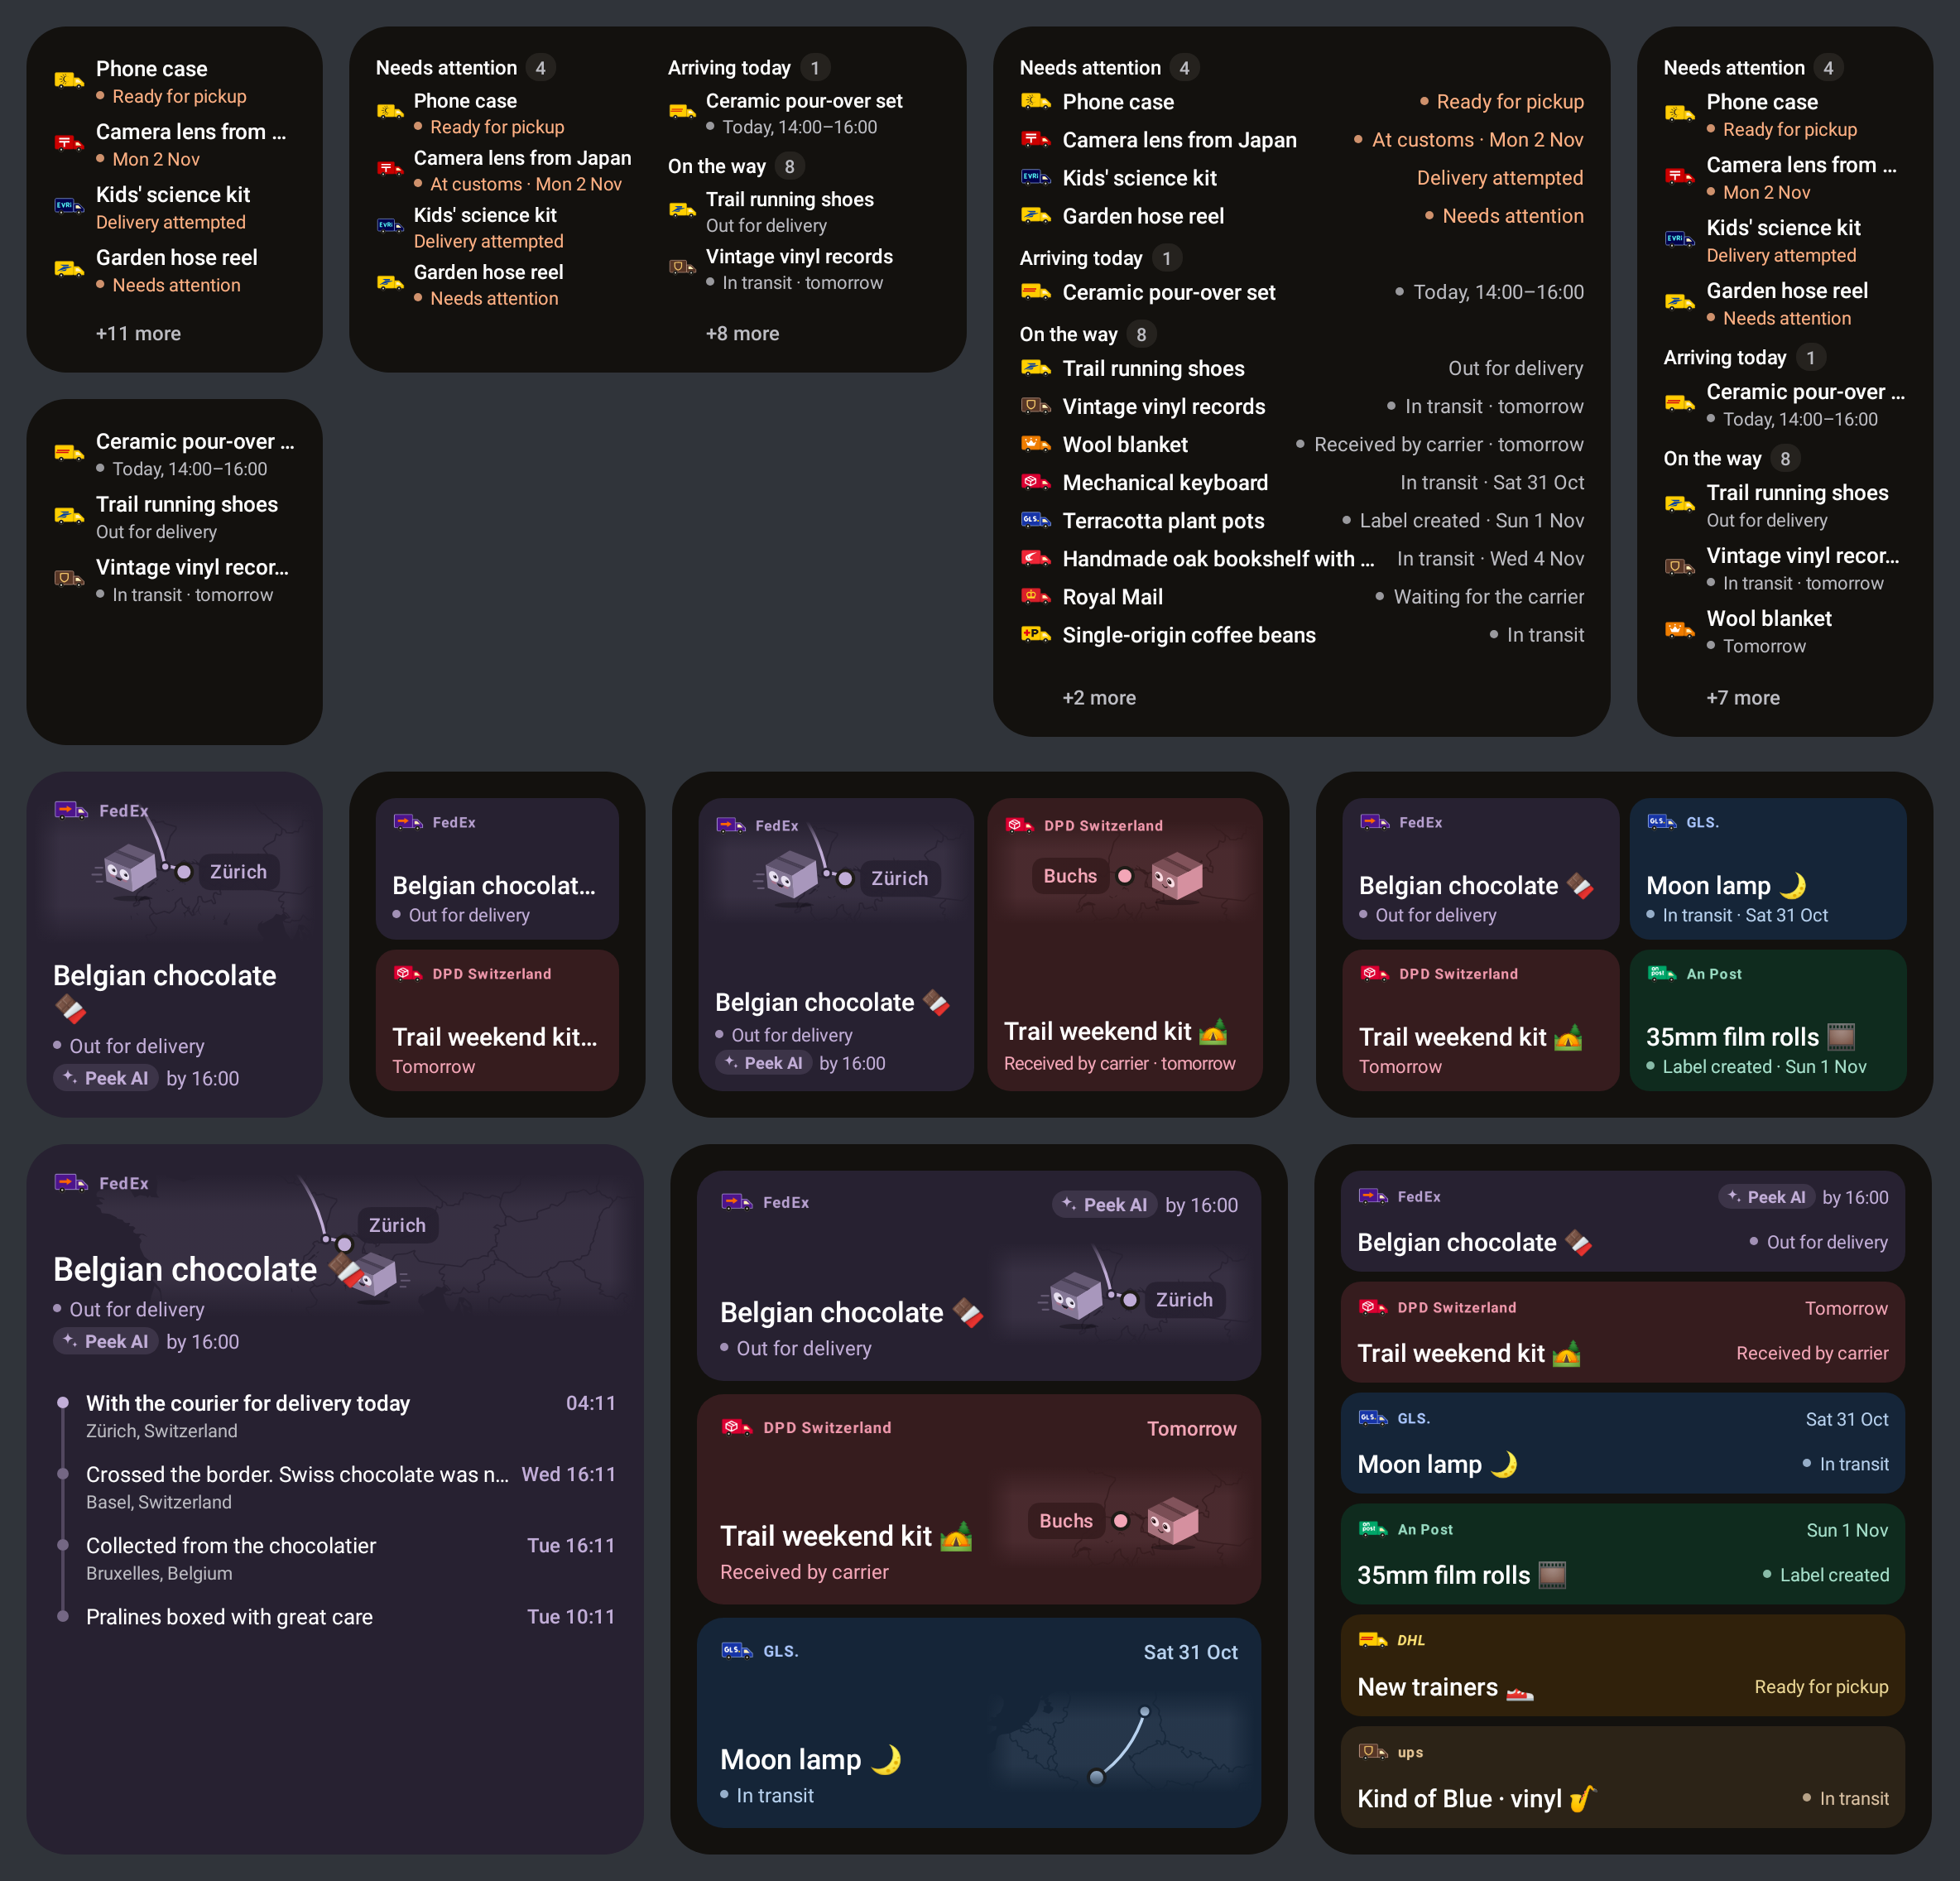 Phone case
Ready for pickup
Camera lens from ...
Mon 2 Nov
EVRi
Kids' science kit
Delivery attempted
Garden hose reel
Needs attention
+11 more
Needs attention 4
Phone case
Ready for pickup
Camera lens from Japan
At customs · Mon 2 Nov
EVRi
Kids' science kit
Delivery attempted
Garden hose reel
Needs attention
Arriving today 1
Ceramic pour-over set
Today, 14:00–16:00
On the way 8
Trail running shoes
Out for delivery
Vintage vinyl records
In transit · tomorrow
+8 more
Needs attention 4
Phone case Ready for pickup
Camera lens from Japan At customs · Mon 2 Nov
EVRi Kids' science kit Delivery attempted
Garden hose reel Needs attention
Arriving today 1
Ceramic pour-over set Today, 14:00–16:00
On the way 8
Trail running shoes Out for delivery
Vintage vinyl records In transit · tomorrow
Wool blanket Received by carrier · tomorrow
Mechanical keyboard In transit · Sat 31 Oct
GLS. Terracotta plant pots Label created · Sun 1 Nov
Handmade oak bookshelf with ... In transit · Wed 4 Nov
Royal Mail Waiting for the carrier
+P Single-origin coffee beans In transit
+2 more
Needs attention 4
Phone case
Ready for pickup
Camera lens from ...
Mon 2 Nov
EVRi
Kids' science kit
Delivery attempted
Garden hose reel
Needs attention
Arriving today 1
Ceramic pour-over ...
Today, 14:00–16:00
On the way 8
Trail running shoes
Out for delivery
Vintage vinyl recor...
In transit · tomorrow
Wool blanket
Tomorrow
+7 more
Ceramic pour-over ...
Today, 14:00–16:00
Trail running shoes
Out for delivery
Vintage vinyl recor...
In transit · tomorrow
FedEx
Zürich
Belgian chocolate
Out for delivery
Peek AI by 16:00
FedEx
Belgian chocolat...
Out for delivery
DPD Switzerland
Trail weekend kit...
Tomorrow
FedEx
Zürich
Belgian chocolate
Out for delivery
Peek AI by 16:00
DPD Switzerland
Buchs
Trail weekend kit
Received by carrier · tomorrow
FedEx
Belgian chocolate
Out for delivery
GLS. GLS.
Moon lamp
In transit · Sat 31 Oct
DPD Switzerland
Trail weekend kit
Tomorrow
an post An Post
35mm film rolls
Label created · Sun 1 Nov
FedEx
Zürich
Belgian chocolate
Out for delivery
Peek AI by 16:00
With the courier for delivery today 04:11
Zürich, Switzerland
Crossed the border. Swiss chocolate was n... Wed 16:11
Basel, Switzerland
Collected from the chocolatier Tue 16:11
Bruxelles, Belgium
Pralines boxed with great care Tue 10:11
FedEx Peek AI by 16:00
Zürich
Belgian chocolate
Out for delivery
DPD Switzerland Tomorrow
Buchs
Trail weekend kit
Received by carrier
GLS. GLS. Sat 31 Oct
Moon lamp
In transit
FedEx Peek AI by 16:00
Belgian chocolate Out for delivery
DPD Switzerland Tomorrow
Trail weekend kit Received by carrier
GLS. GLS. Sat 31 Oct
Moon lamp In transit
an post An Post Sun 1 Nov
35mm film rolls Label created
DHL
New trainers Ready for pickup
ups
Kind of Blue · vinyl In transit